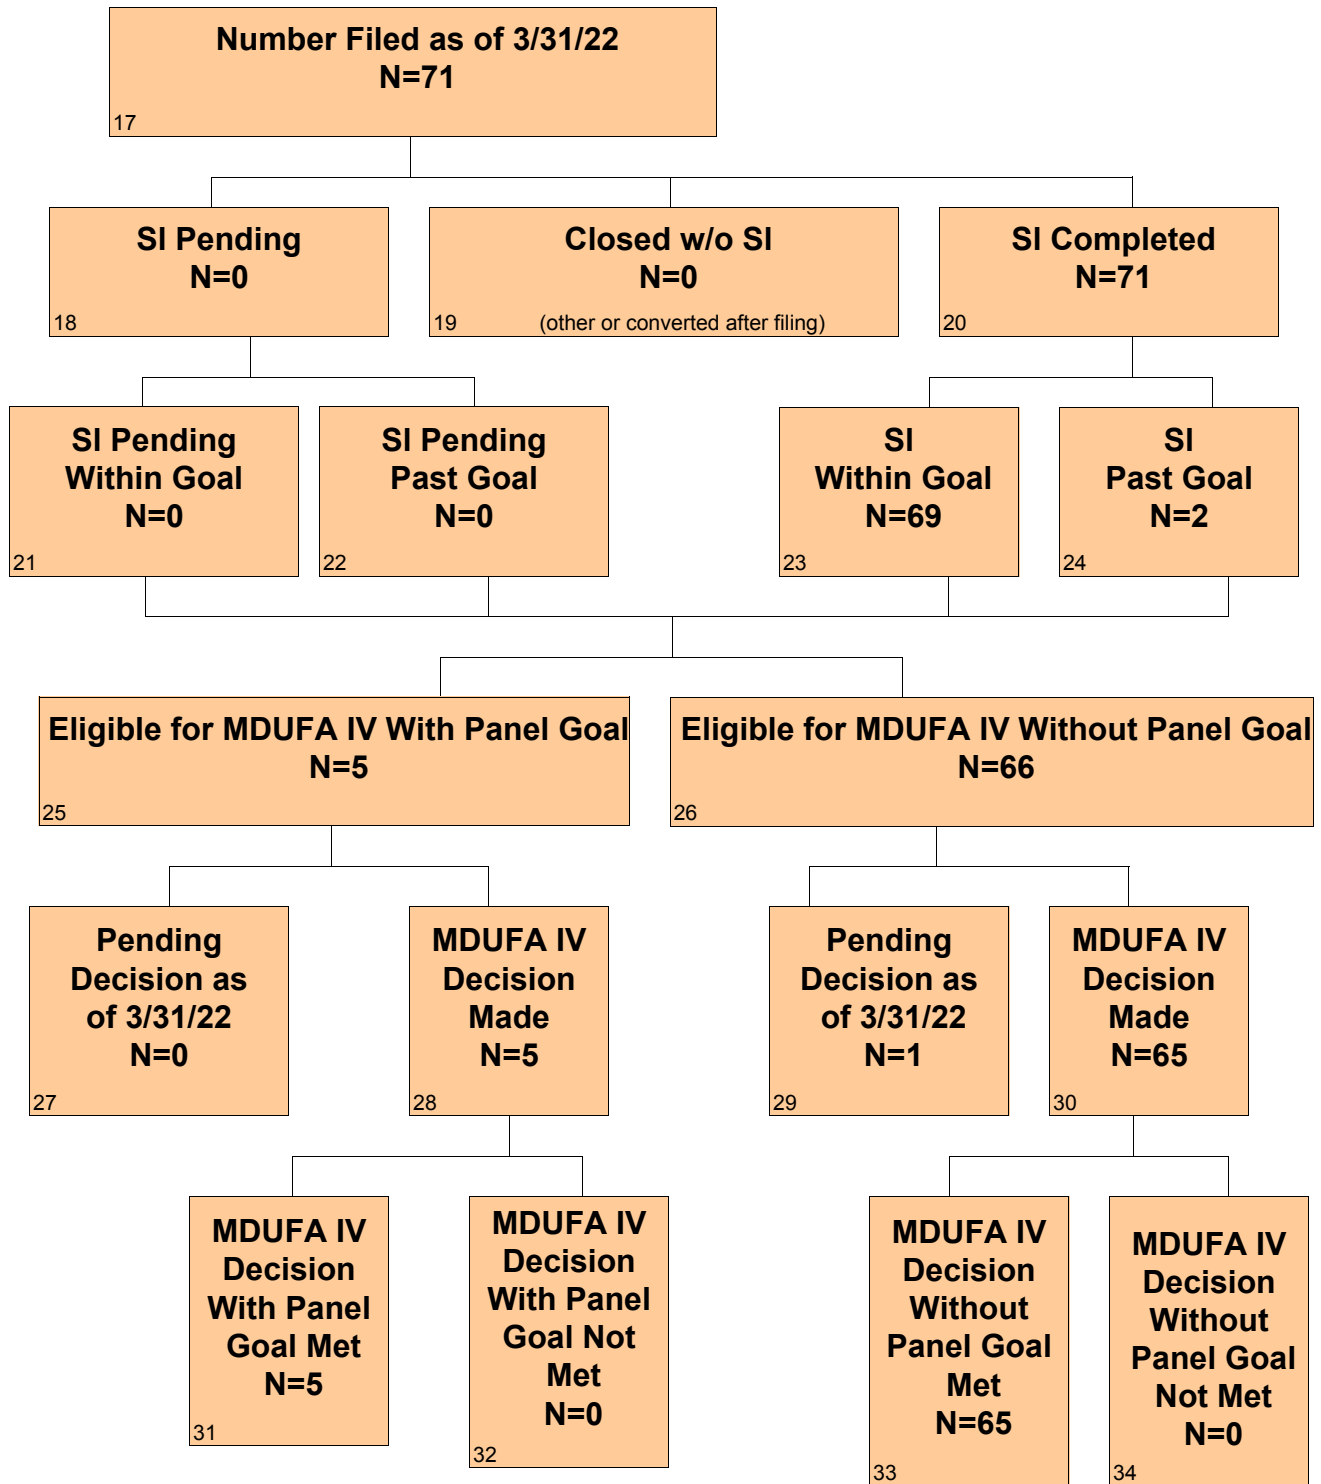 Number Filed as of 3/31/22
N=71
17
SI Pending
N=0
18
Closed w/o SI
N=0
19 (other or converted after filing)
SI Completed
N=71
20
SI Pending
Within Goal
N=0
21
SI Pending
Past Goal
N=0
22
SI
Within Goal
N=69
23
SI
Past Goal
N=2
24
Eligible for MDUFA IV With Panel Goal
N=5
25
Eligible for MDUFA IV Without Panel Goal
N=66
26
Pending
Decision as
of 3/31/22
N=0
27
MDUFA IV
Decision
Made
N=5
28
Pending
Decision as
of 3/31/22
N=1
29
MDUFA IV
Decision
Made
N=65
30
MDUFA IV
Decision
With Panel
Goal Met
N=5
31
MDUFA IV
Decision
With Panel
Goal Not
Met
N=0
32
MDUFA IV
Decision
Without
Panel Goal
Met
N=65
33
MDUFA IV
Decision
Without
Panel Goal
Not Met
N=0
34